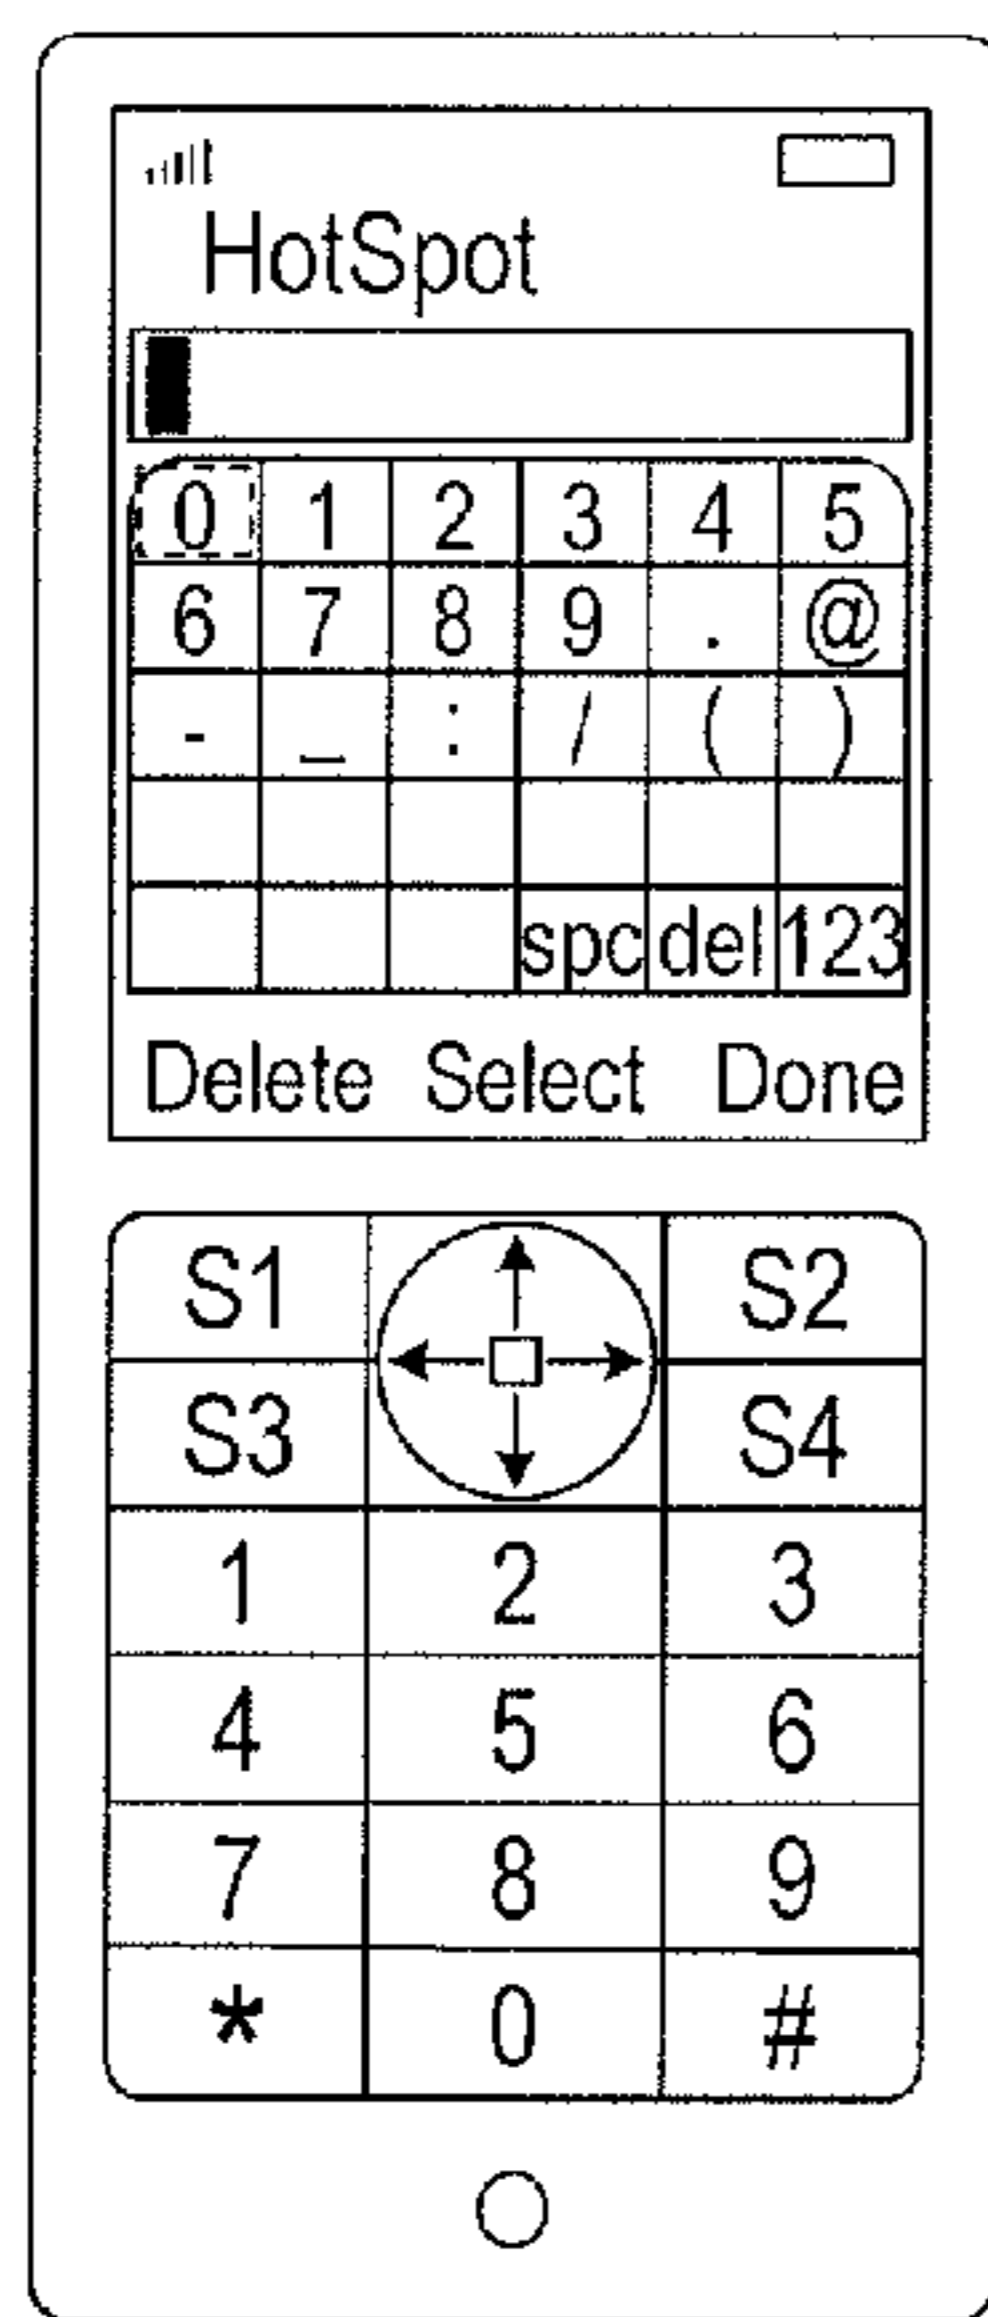 HotSpot
0 1 2 3 4 5
6 7 8 9 . @
- _ : / ( )
spc del 123
Delete Select Done
S1 S2
S3 S4
1 2 3
4 5 6
7 8 9
* 0 #